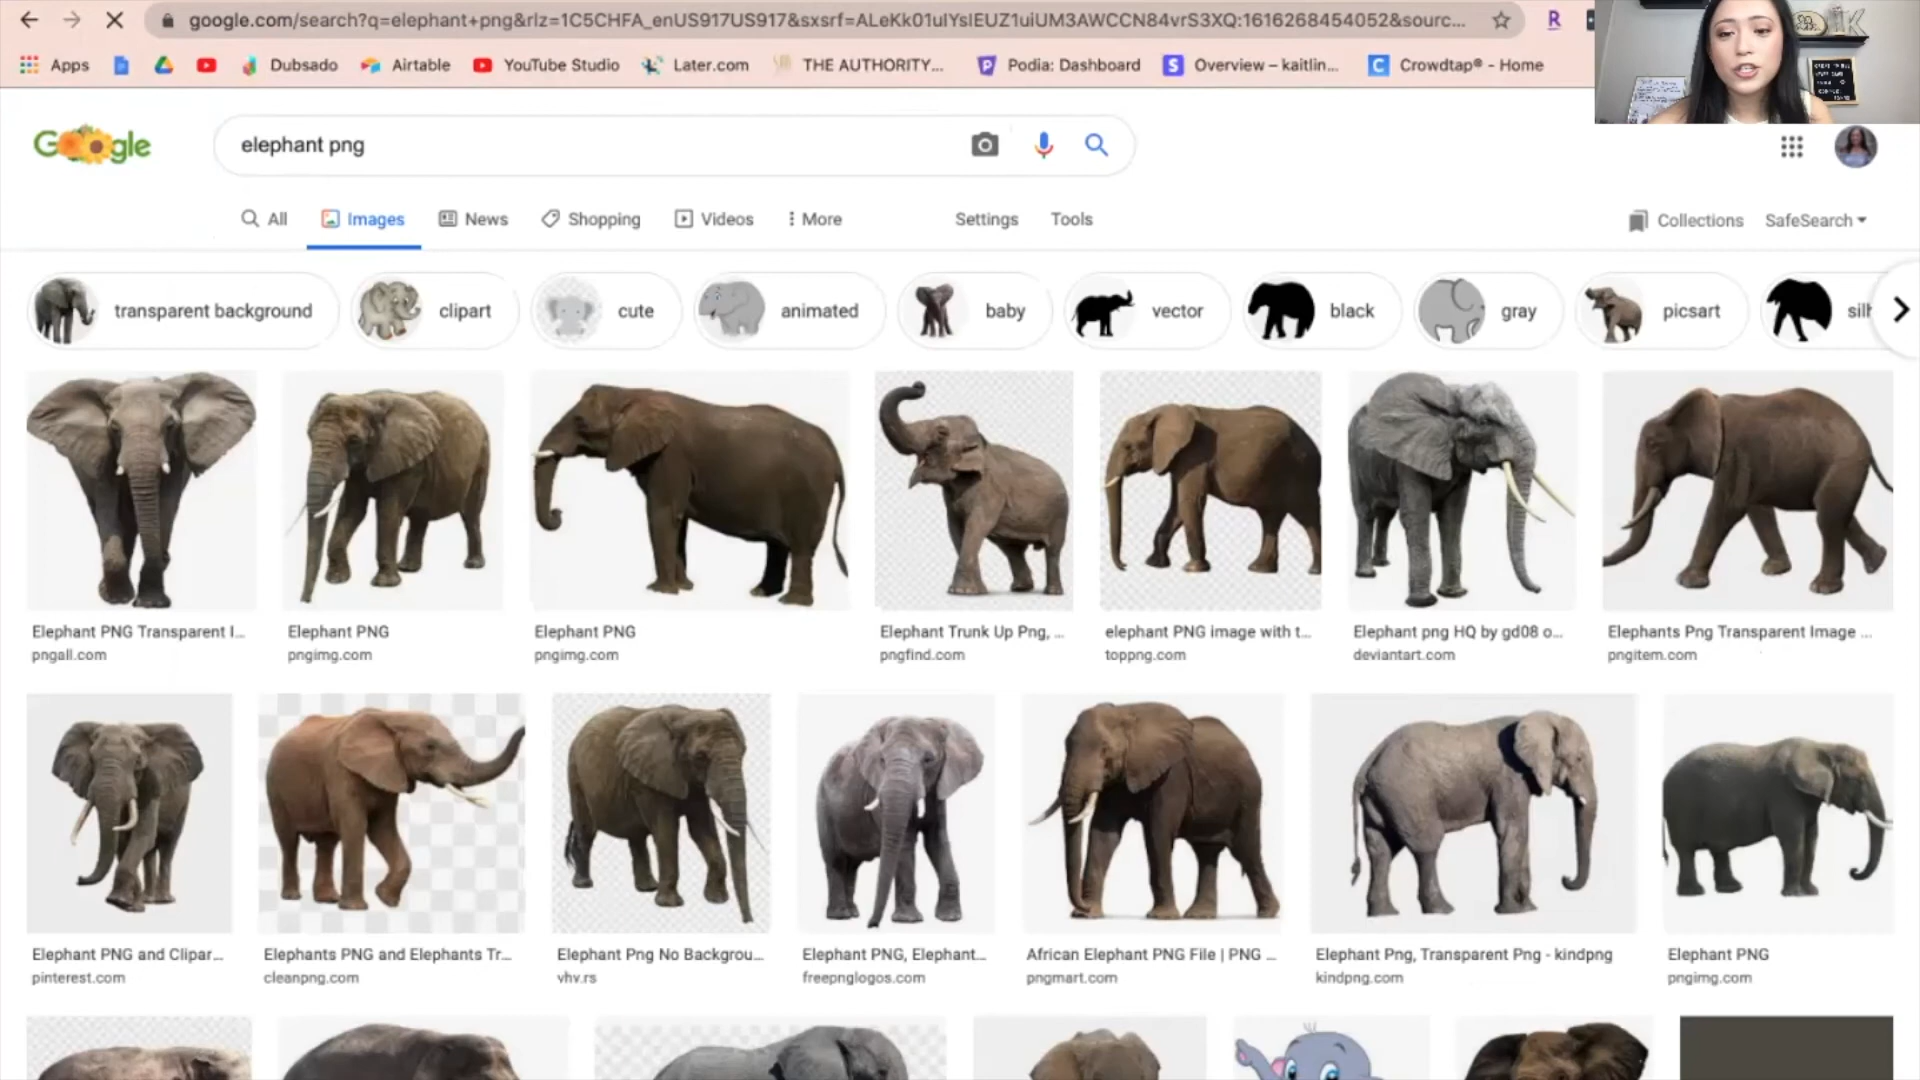 google.com/search?q=elephant+png&rlz=1C5CHFA_enUS917US917&sxsrf=ALeKk01uIYsIEUZ1uiUM3AWCCN84vrS3XQ:1616268454052&sourc...
R
Apps
Dubsado
Airtable
YouTube Studio
Later.com
THE AUTHORITY...
Podia: Dashboard
Overview – kaitlin...
Crowdtap® - Home
Google
elephant png
All
Images
News
Shopping
Videos
More
Settings
Tools
Collections
SafeSearch
transparent background
clipart
cute
animated
baby
vector
black
gray
picsart
silh
Elephant PNG Transparent I...
pngall.com
Elephant PNG
pngimg.com
Elephant PNG
pngimg.com
Elephant Trunk Up Png, ...
pngfind.com
elephant PNG image with t...
toppng.com
Elephant png HQ by gd08 o...
deviantart.com
Elephants Png Transparent Image ...
pngitem.com
Elephant PNG and Clipar...
pinterest.com
Elephants PNG and Elephants Tr...
cleanpng.com
Elephant Png No Backgrou...
vhv.rs
Elephant PNG, Elephant...
freepnglogos.com
African Elephant PNG File | PNG ...
pngmart.com
Elephant Png, Transparent Png - kindpng
kindpng.com
Elephant PNG
pngimg.com